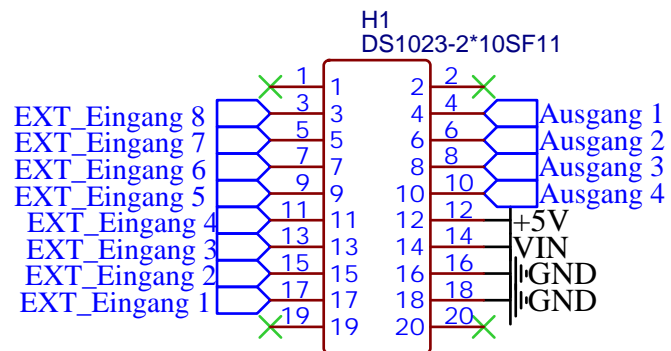 H1
DS1023-2*10SF11
1 1 2 2
EXT_Eingang 8 3 3 4 4 Ausgang 1
EXT_Eingang 7 5 5 6 6 Ausgang 2
EXT_Eingang 6 7 7 8 8 Ausgang 3
EXT_Eingang 5 9 9 10 10 Ausgang 4
EXT_Eingang 4 11 11 12 12 +5V
EXT_Eingang 3 13 13 14 14 VIN
EXT_Eingang 2 15 15 16 16 GND
EXT_Eingang 1 17 17 18 18 GND
19 19 20 20